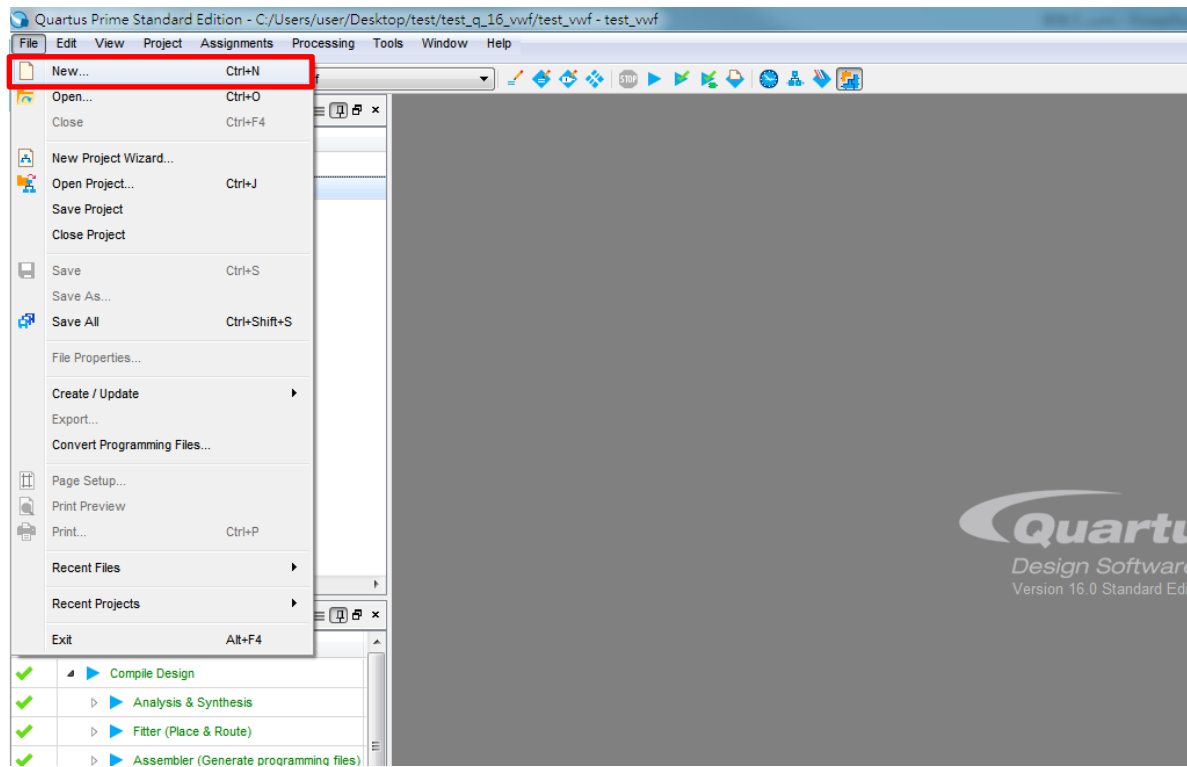 Quartus Prime Standard Edition - C:/Users/user/Desktop/test/test_q_16_vwf/test_vwf - test_vwf
File Edit View Project Assignments Processing Tools Window Help
New... Ctrl+N
Open... Ctrl+O
Close Ctrl+F4
New Project Wizard...
Open Project... Ctrl+J
Save Project
Close Project
Save Ctrl+S
Save As...
Save All Ctrl+Shift+S
File Properties...
Create / Update
Export...
Convert Programming Files...
Page Setup...
Print Preview
Print... Ctrl+P
Recent Files
Recent Projects
Exit Alt+F4
Compile Design
Analysis & Synthesis
Fitter (Place & Route)
Assembler (Generate programming files)
STOP
Quartu
Design Software
Version 16.0 Standard Edi